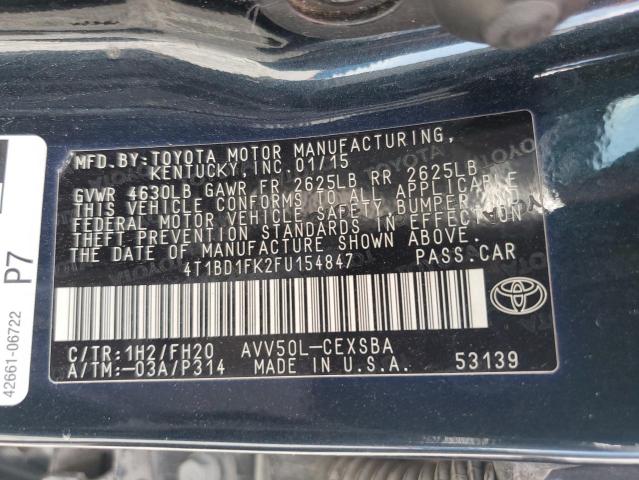 MFD.BY:TOYOTA MOTOR MANUFACTURING,
KENTUCKY, INC. 01/15
GVWR 4630LB GAWR FR 2625LB RR 2625LB
THIS VEHICLE CONFORMS TO ALL APPLICABLE
FEDERAL MOTOR VEHICLE SAFETY, BUMPER, AND
THEFT PREVENTION STANDARDS IN EFFECT ON
THE DATE OF MANUFACTURE SHOWN ABOVE.
4T1BD1FK2FU154847 PASS.CAR
C/TR:1H2/FH20 AVV50L-CEXSBA
A/TM:-03A/P314 MADE IN U.S.A. 53139
TOYOTA
P7
42661-06722